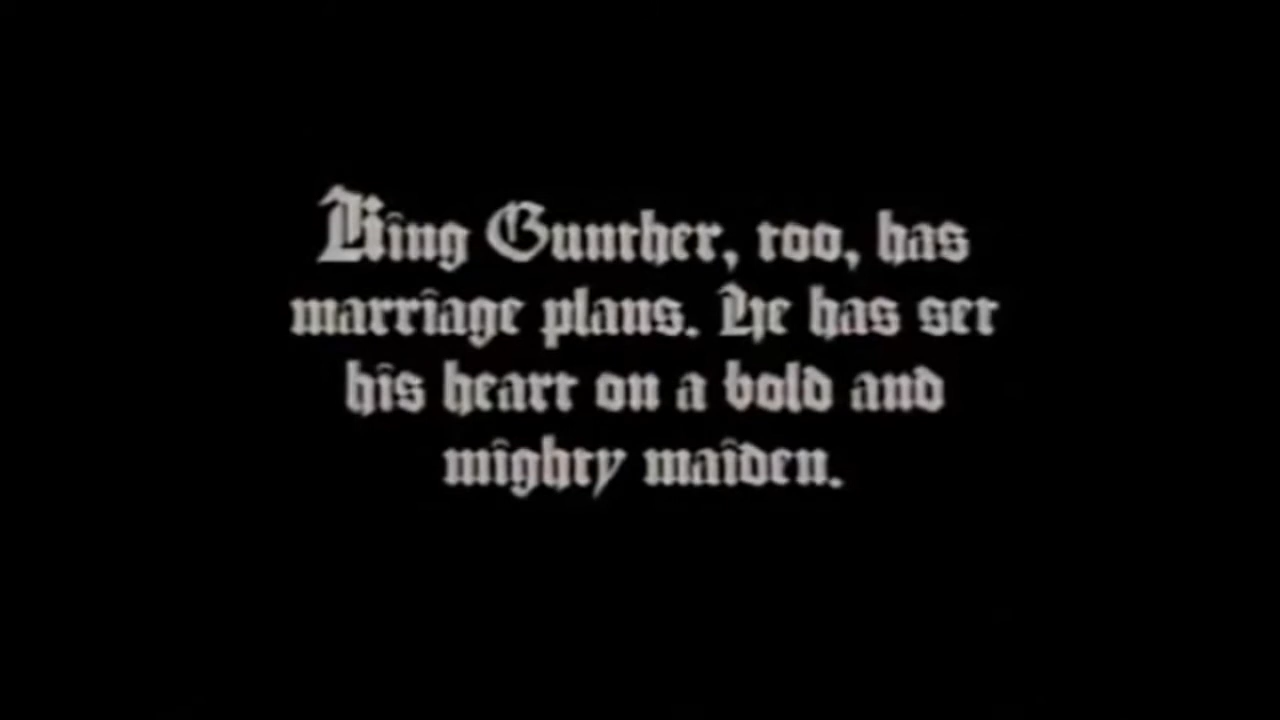 King Gunther, too, has
marriage plans. He has set
his heart on a bold and
mighty maiden.